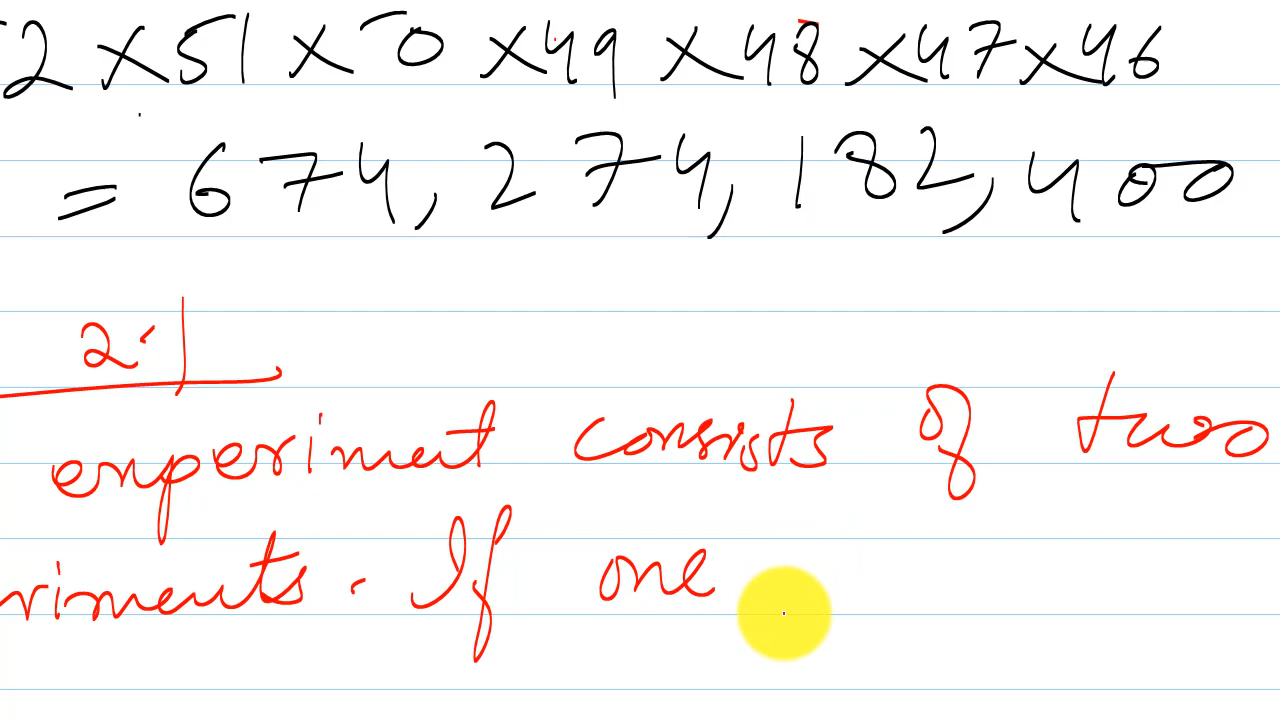 2 × 51 × 50 × 49 × 48 × 47 × 46
= 674, 274, 182, 400
2.1
experiment consists of two
riments. If one